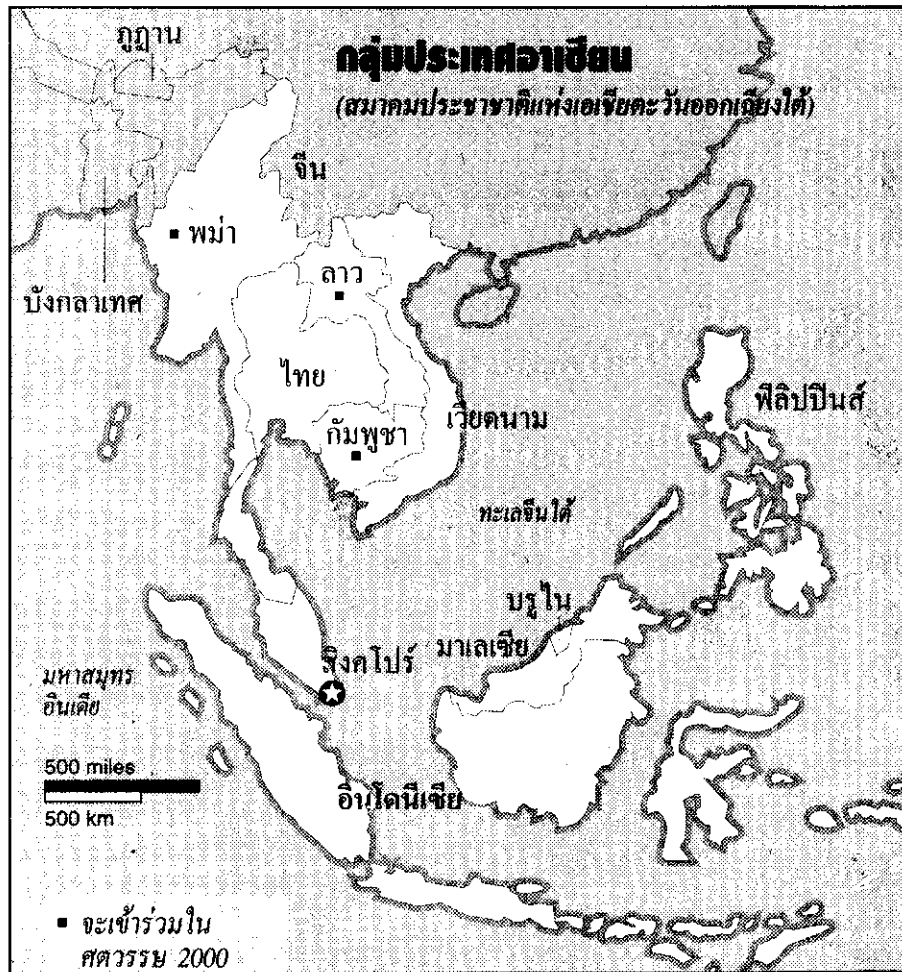 ภูฏาน
กลุ่มประเทศอาเซียน
(สมาคมประชาชาติแห่งเอเชียตะวันออกเฉียงใต้)
จีน
พม่า
ลาว
บังกลาเทศ
ไทย
เวียดนาม
ฟิลิปปินส์
กัมพูชา
ทะเลจีนใต้
บรูไน
มาเลเซีย
สิงคโปร์
มหาสมุทร
อินเดีย
500 miles
500 km
อินโดนีเซีย
จะเข้าร่วมใน
ศตวรรษ 2000